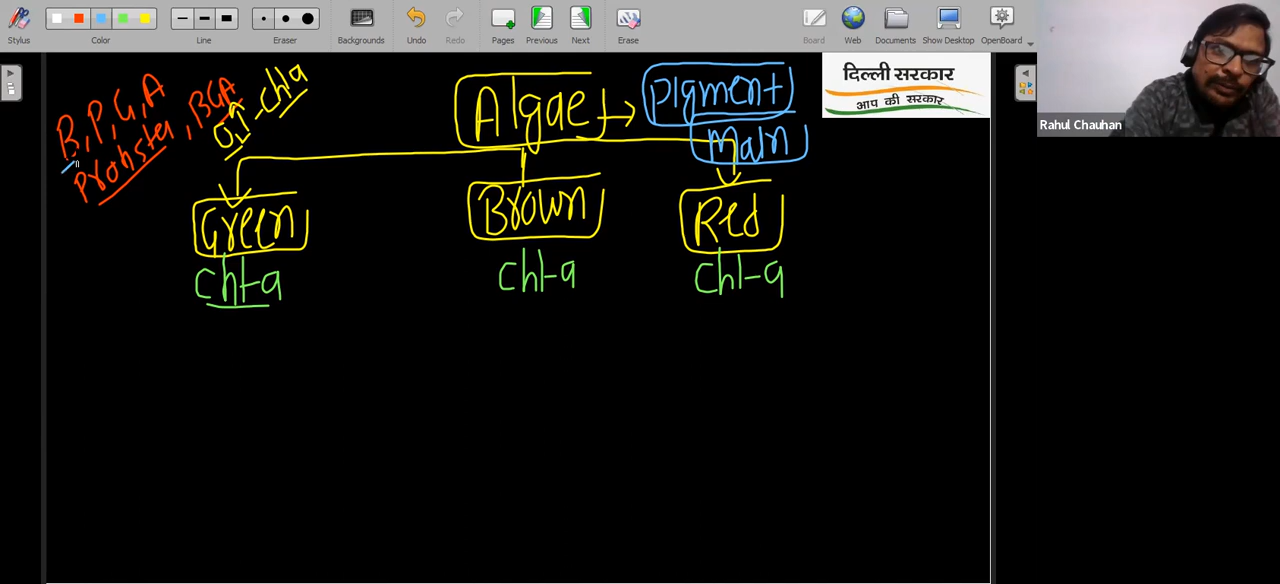 Stylus
Color
Line
Eraser
Backgrounds
Undo
Redo
Pages
Previous
Next
Erase
Board
Web
Documents
Show Desktop
OpenBoard
दिल्ली सरकार
आप की सरकार
Rahul Chauhan
B, P, G, A
Protista, BGA
O2 - chl a
Algae → Pigment
Main
Green
Brown
Red
chl-a
chl-a
chl-a